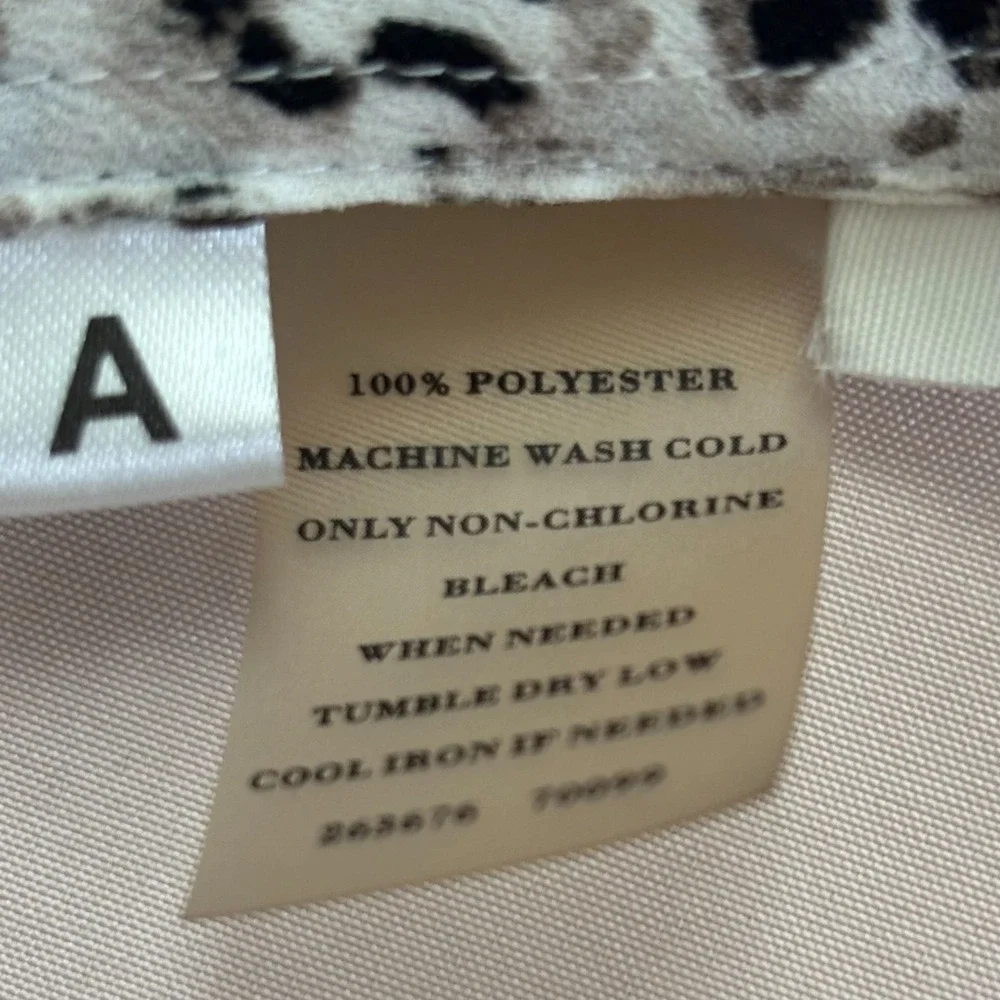 A
100% POLYESTER
MACHINE WASH COLD
ONLY NON-CHLORINE
BLEACH
WHEN NEEDED
TUMBLE DRY LOW
COOL IRON IF NEEDED